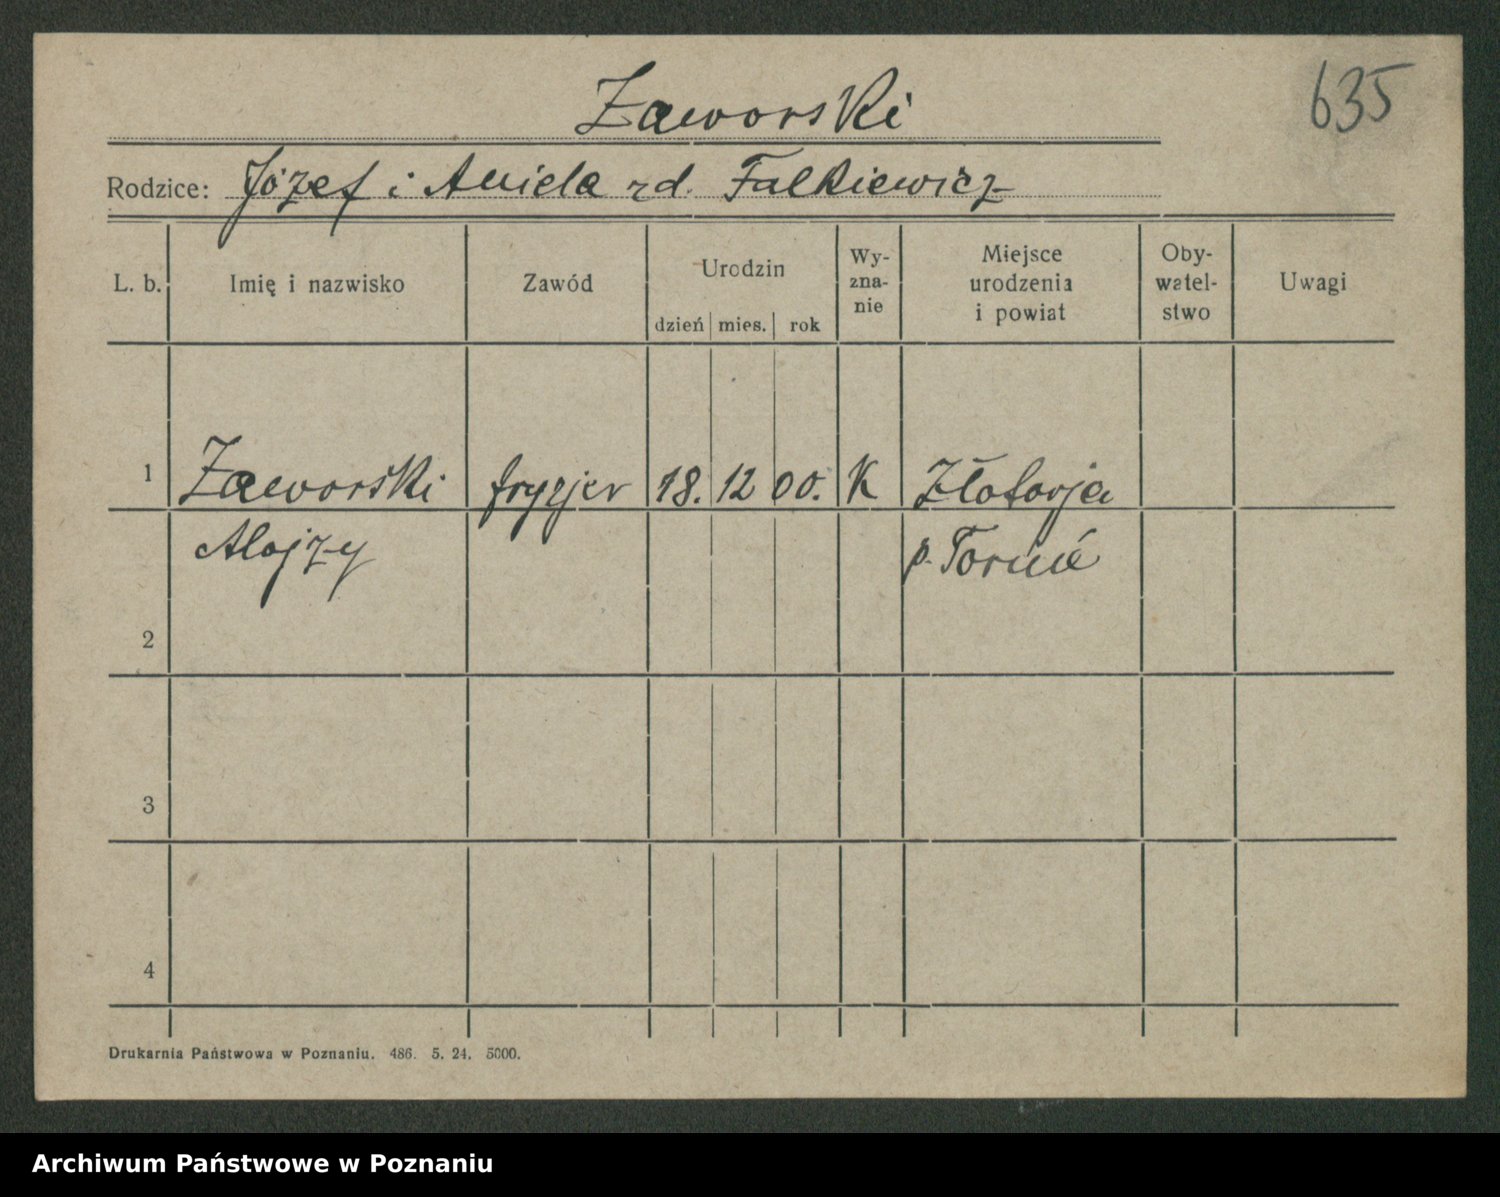 Zaworski
635
Rodzice: Józef i Aniela zd. Falkiewicz
L. b.
Imię i nazwisko
Zawód
Urodzin
dzień mies. rok
Wy-
zna-
nie
Miejsce
urodzenia
i powiat
Oby-
watel-
stwo
Uwagi
1 Zaworski fryzjer 18. 12 00. K Złotorja
Alojzy p. Toruń
2
3
4
Drukarnia Państwowa w Poznaniu. 486. 5. 24. 5000.
Archiwum Państwowe w Poznaniu